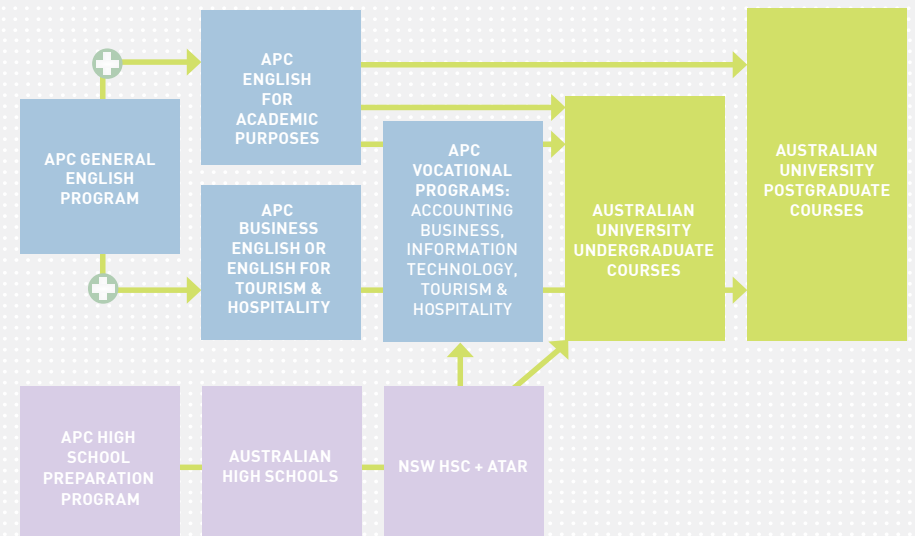 APC
ENGLISH
FOR
ACADEMIC
PURPOSES
APC GENERAL
ENGLISH
PROGRAM
APC
BUSINESS
ENGLISH OR
ENGLISH FOR
TOURISM &
HOSPITALITY
APC
VOCATIONAL
PROGRAMS:
ACCOUNTING
BUSINESS,
INFORMATION
TECHNOLOGY,
TOURISM &
HOSPITALITY
AUSTRALIAN
UNIVERSITY
UNDERGRADUATE
COURSES
AUSTRALIAN
UNIVERSITY
POSTGRADUATE
COURSES
APC HIGH
SCHOOL
PREPARATION
PROGRAM
AUSTRALIAN
HIGH SCHOOLS
NSW HSC + ATAR